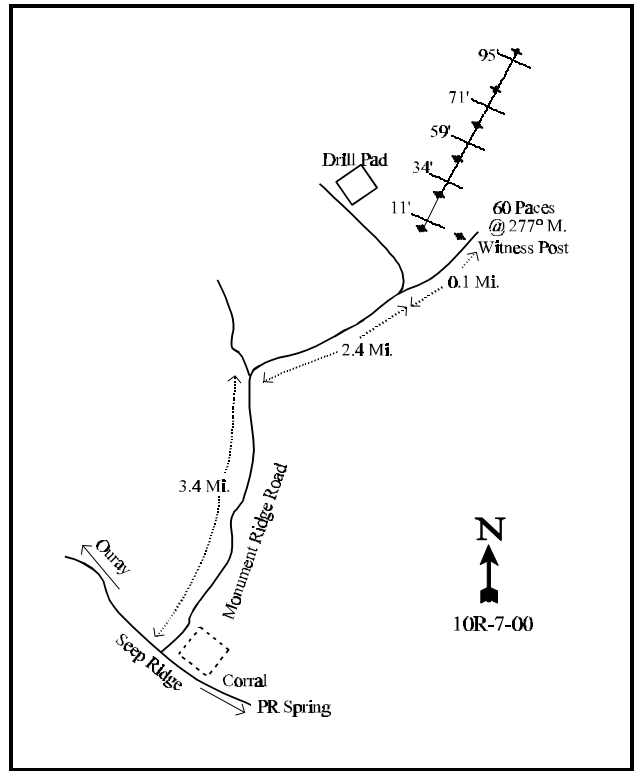 95'
71'
59'
Drill Pad
34'
11'
60 Paces
@ 277° M.
Witness Post
0.1 Mi.
2.4 Mi.
3.4 Mi.
Monument Ridge Road
N
Ouray
10R-7-00
Seep Ridge
Corral
PR Spring